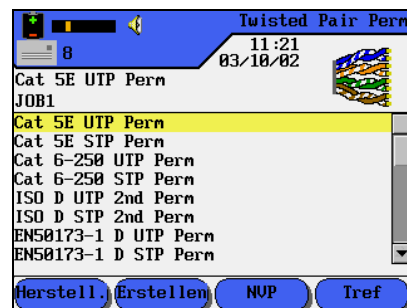 Twisted Pair Perm
8
11:21
03/10/02
Cat 5E UTP Perm
JOB1
Cat 5E UTP Perm
Cat 5E STP Perm
Cat 6-250 UTP Perm
Cat 6-250 STP Perm
ISO D UTP 2nd Perm
ISO D STP 2nd Perm
EN50173-1 D UTP Perm
EN50173-1 D STP Perm
Herstell. Erstellen NVP Tref